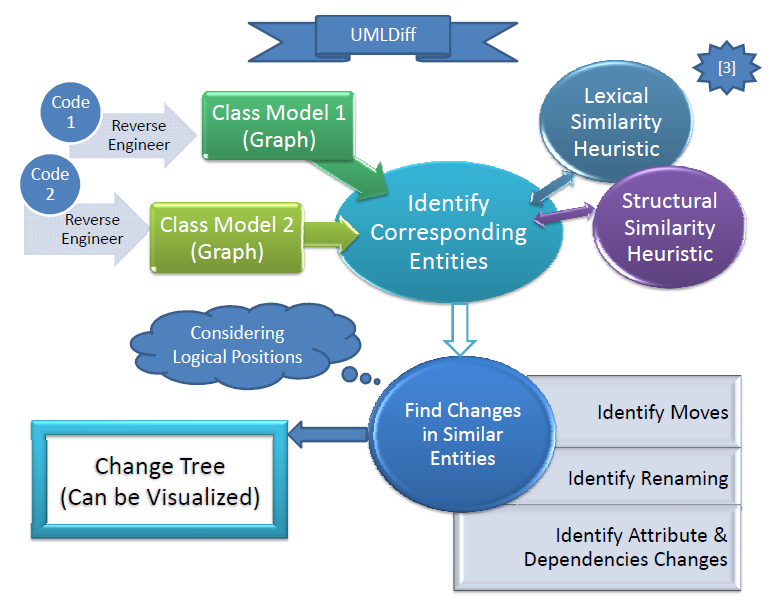 UMLDiff
[3]
Code
1
Reverse
Engineer
Class Model 1
(Graph)
Lexical
Similarity
Heuristic
Code
2
Reverse
Engineer
Class Model 2
(Graph)
Identify
Corresponding
Entities
Structural
Similarity
Heuristic
Considering
Logical Positions
Find Changes
in Similar
Entities
Identify Moves
Identify Renaming
Identify Attribute &
Dependencies Changes
Change Tree
(Can be Visualized)